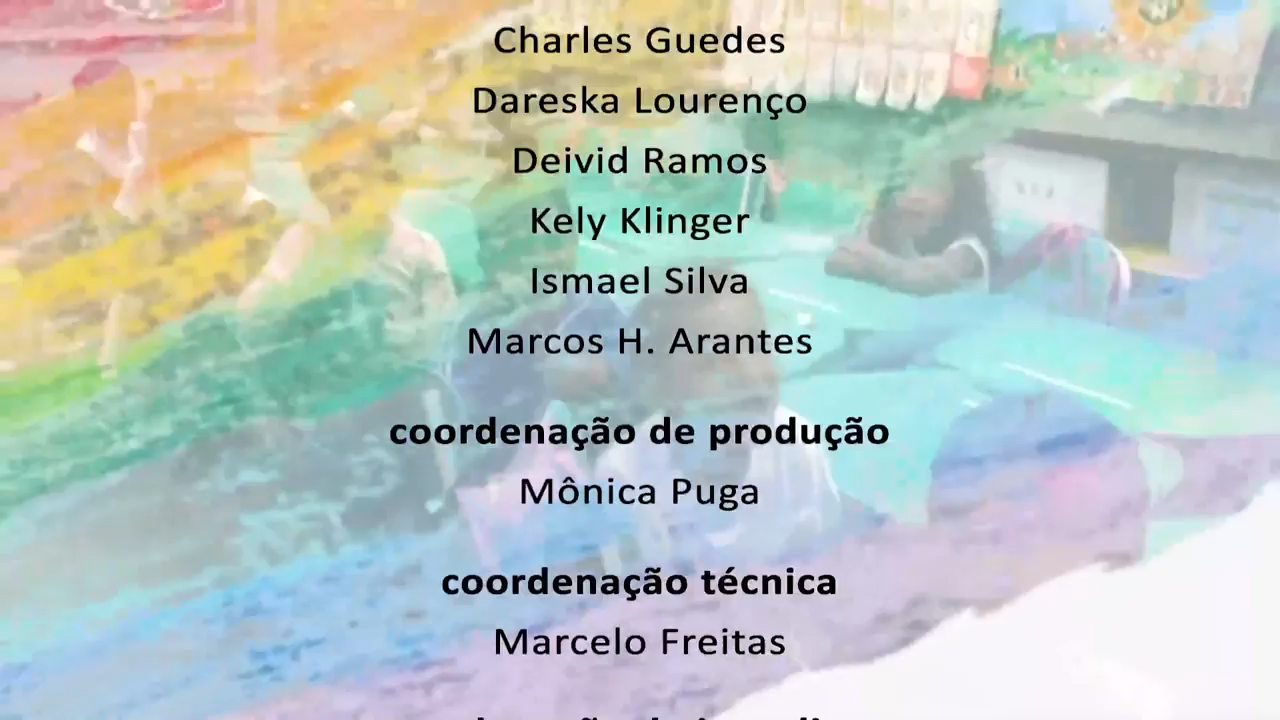 Charles Guedes
Dareska Lourenço
Deivid Ramos
Kely Klinger
Ismael Silva
Marcos H. Arantes
coordenação de produção
Mônica Puga
coordenação técnica
Marcelo Freitas